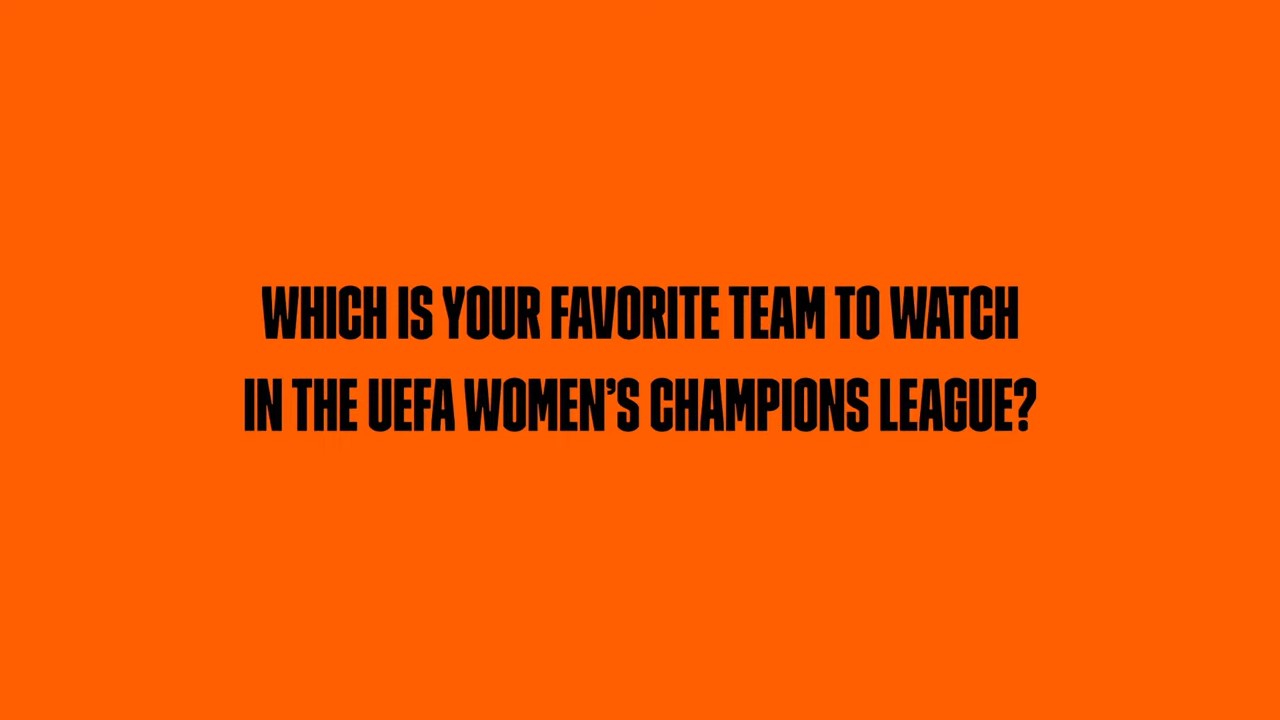 WHICH IS YOUR FAVORITE TEAM TO WATCH
IN THE UEFA WOMEN’S CHAMPIONS LEAGUE?